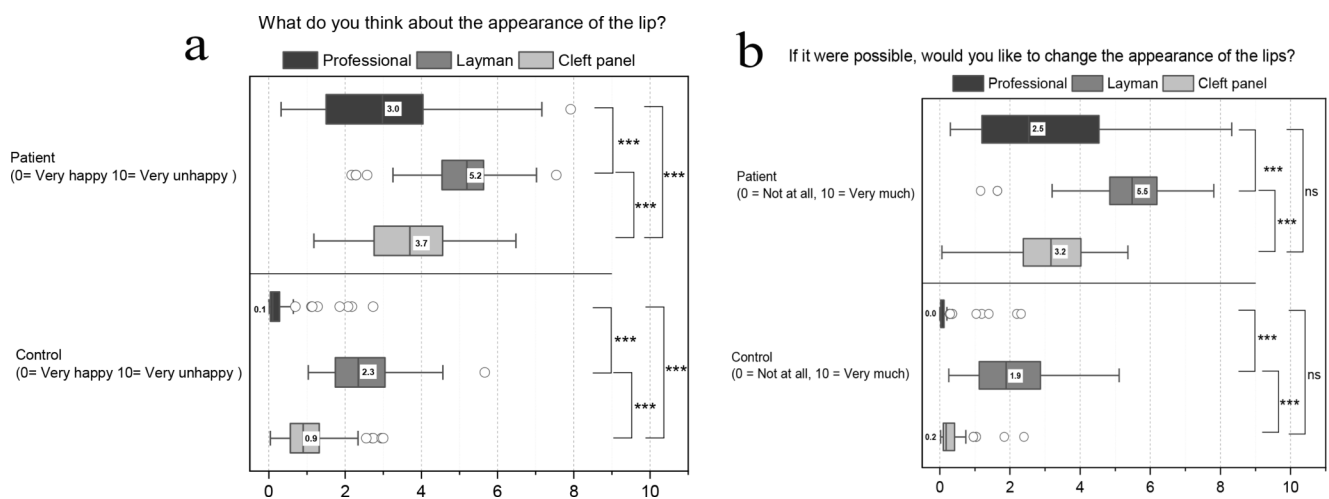 a
What do you think about the appearance of the lip?
Professional Layman Cleft panel
3.0
***
Patient
(0= Very happy 10= Very unhappy )
5.2
***
***
3.7
0.1
***
Control
(0= Very happy 10= Very unhappy )
2.3
***
***
0.9
0 2 4 6 8 10
b
If it were possible, would you like to change the appearance of the lips?
Professional Layman Cleft panel
2.5
***
Patient
(0 = Not at all, 10 = Very much)
5.5
ns
***
3.2
0.0
***
Control
(0 = Not at all, 10 = Very much)
1.9
ns
***
0.2
0 2 4 6 8 10